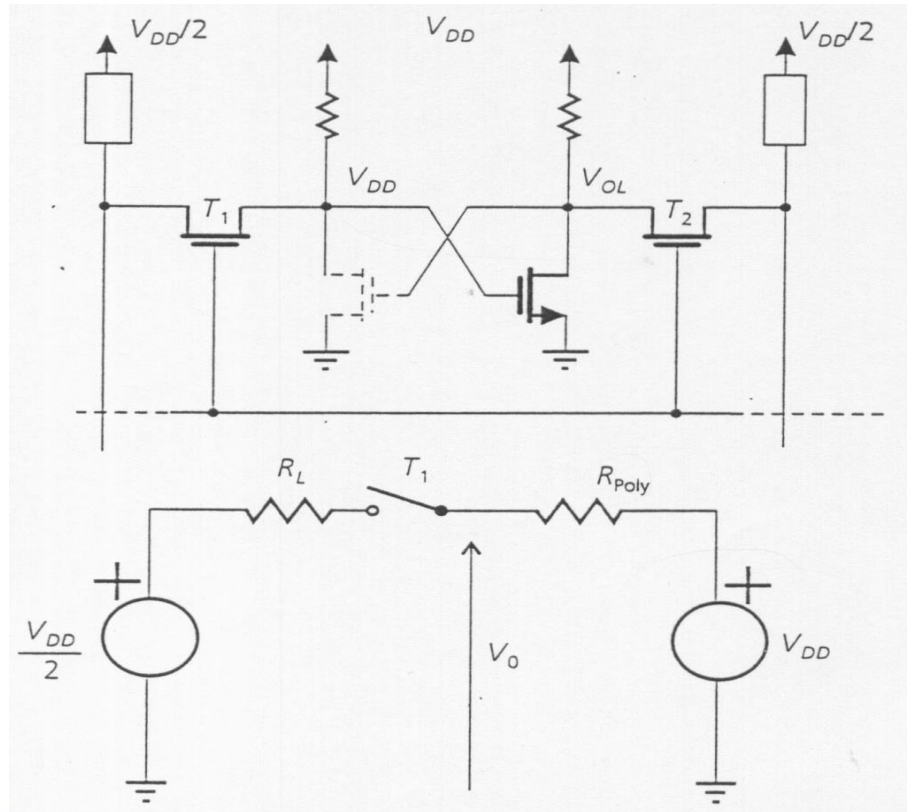 V_DD/2 V_DD V_DD/2
V_DD V_OL
T_1 T_2
R_L T_1 R_Poly
+ +
V_DD/2 V_0 V_DD